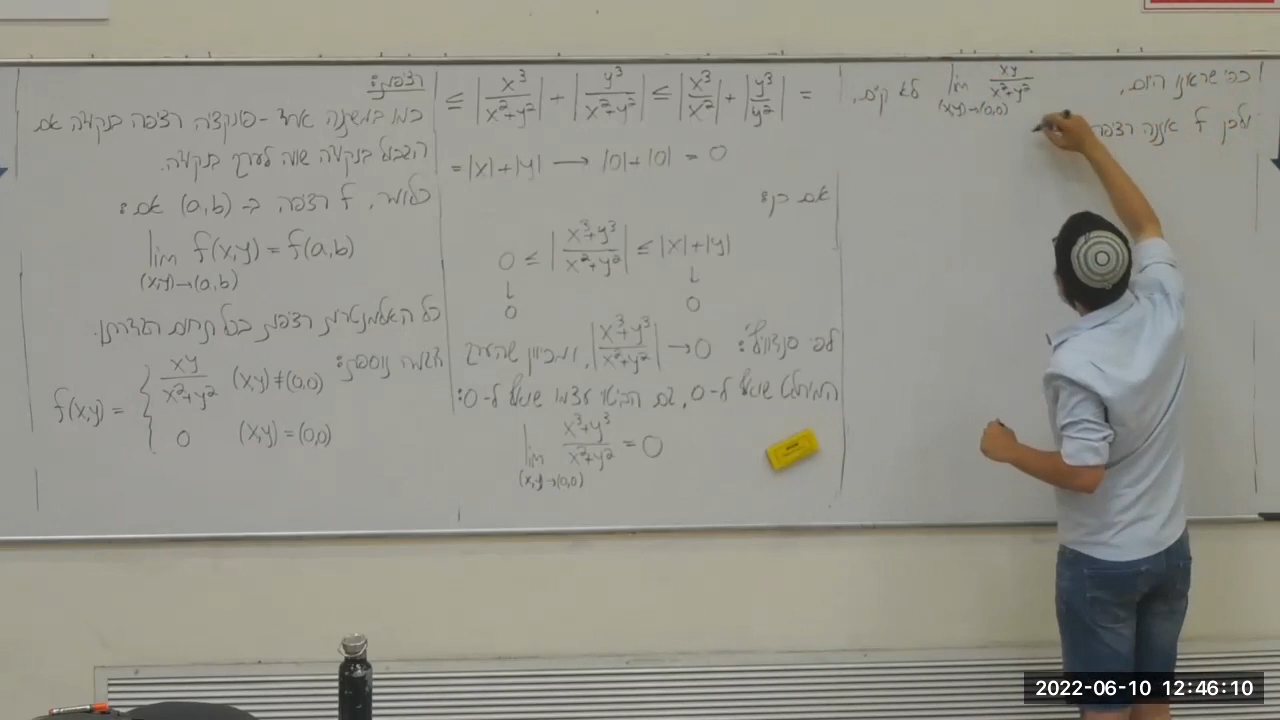 ≤ |x³/(x²+y²)| + |y³/(x²+y²)| ≤ |x³/x²| + |y³/y²| =
= |x|+|y| ⟶ |0|+|0| = 0
אם כן:
0 ≤ |(x³+y³)/(x²+y²)| ≤ |x|+|y|
↓ ↓
0 0
לפי סנדוויץ': |(x³+y³)/(x²+y²)| → 0, ומכיוון שהערך
המוחלט שואף ל-0, גם הביטוי עצמו שואף ל-0:
lim (x³+y³)/(x²+y²) = 0
(x,y)→(0,0)
רציפות:
כמו במשתנה אחד - פונקציה רציפה בנקודה אם
הגבול בנקודה שווה לערך בנקודה.
כלומר, f רציפה ב- (a,b) אם:
lim f(x,y) = f(a,b)
(x,y)→(a,b)
כל האלמנטריות רציפות בכל תחום הגדרתן.
דוגמה נוספת:
f(x,y) = { xy/(x²+y²) (x,y)≠(0,0)
0 (x,y)=(0,0)
כפי שראינו היום, lim xy/(x²+y²) לא קיים,
(x,y)→(0,0)
ולכן f איננה רציפה
2022-06-10 12:46:10